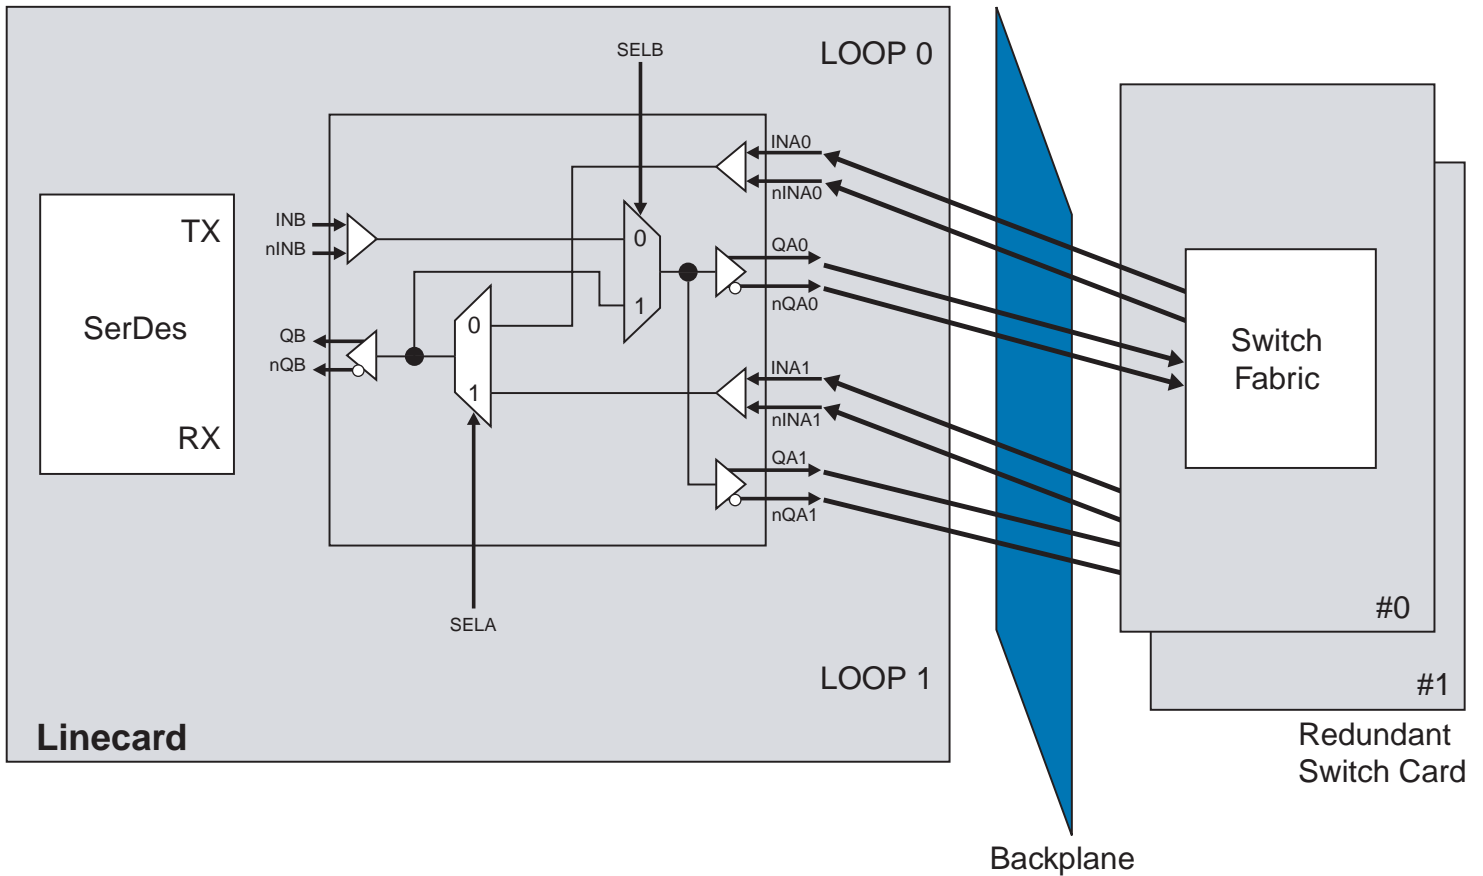 SELB
LOOP 0
INA0
nINA0
TX
INB
nINB
0
QA0
nQA0
1
SerDes
QB
nQB
0
1
INA1
nINA1
Switch
Fabric
RX
QA1
nQA1
SELA
#0
LOOP 1
#1
Linecard
Redundant
Switch Card
Backplane